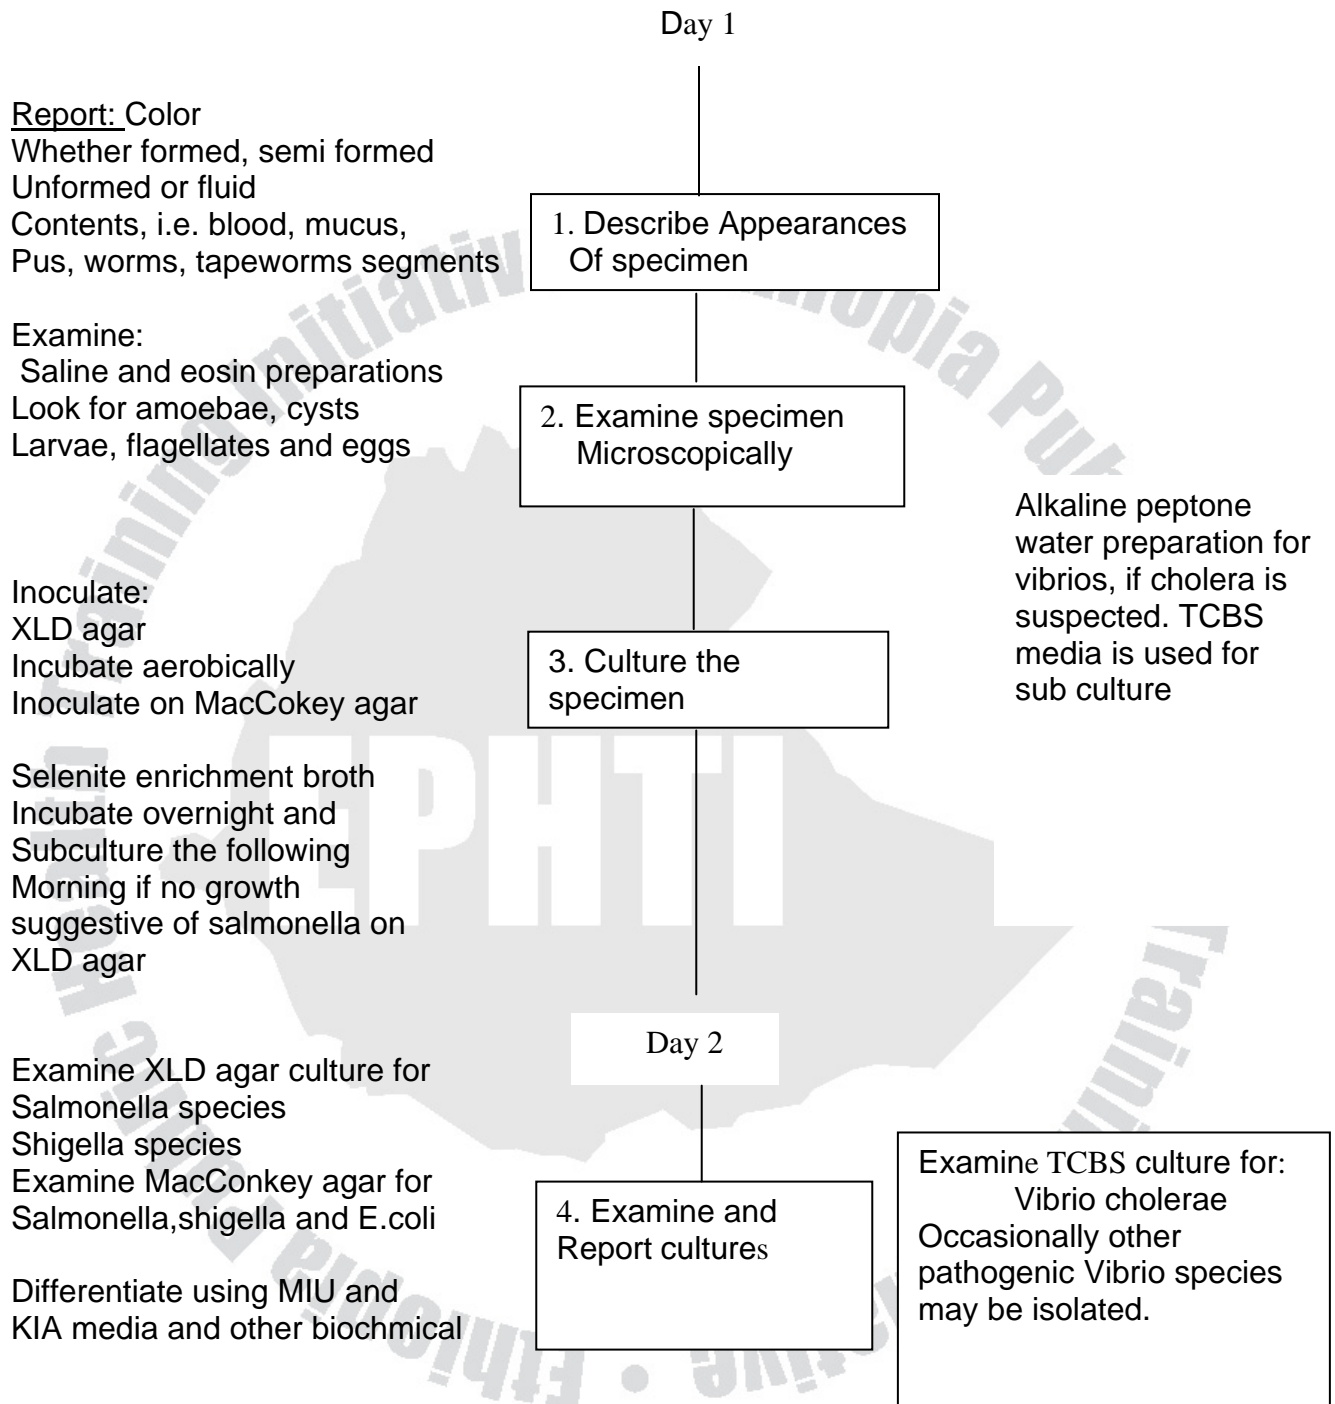 Day 1
Report: Color
Whether formed, semi formed
Unformed or fluid
Contents, i.e. blood, mucus,
Pus, worms, tapeworms segments
1. Describe Appearances
Of specimen
Examine:
Saline and eosin preparations
Look for amoebae, cysts
Larvae, flagellates and eggs
2. Examine specimen
Microscopically
Alkaline peptone
water preparation for
vibrios, if cholera is
suspected. TCBS
media is used for
sub culture
Inoculate:
XLD agar
Incubate aerobically
Inoculate on MacCokey agar
3. Culture the
specimen
Selenite enrichment broth
Incubate overnight and
Subculture the following
Morning if no growth
suggestive of salmonella on
XLD agar
Day 2
Examine XLD agar culture for
Salmonella species
Shigella species
Examine MacConkey agar for
Salmonella,shigella and E.coli
Differentiate using MIU and
KIA media and other biochmical
4. Examine and
Report cultures
Examine TCBS culture for:
Vibrio cholerae
Occasionally other
pathogenic Vibrio species
may be isolated.
EPHTI